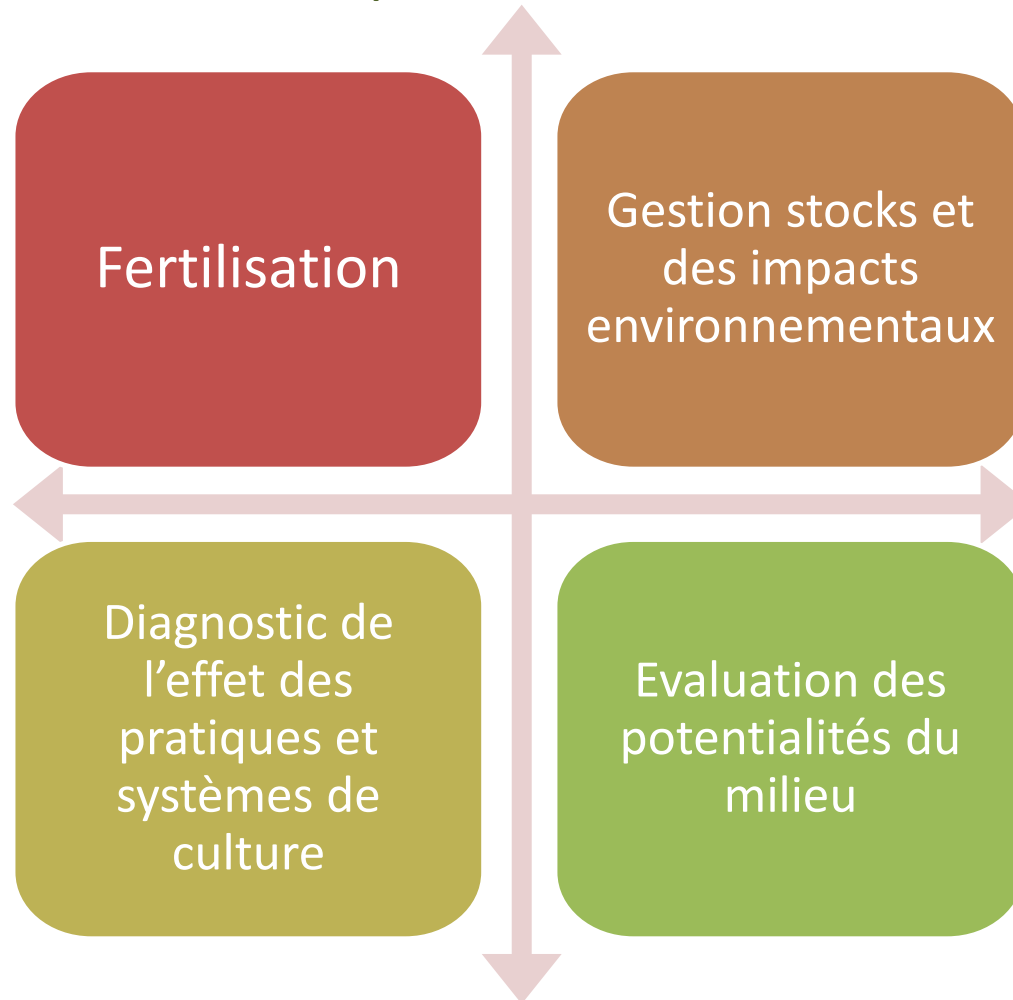 Fertilisation
Gestion stocks et
des impacts
environnementaux
Diagnostic de
l’effet des
pratiques et
systèmes de
culture
Evaluation des
potentialités du
milieu